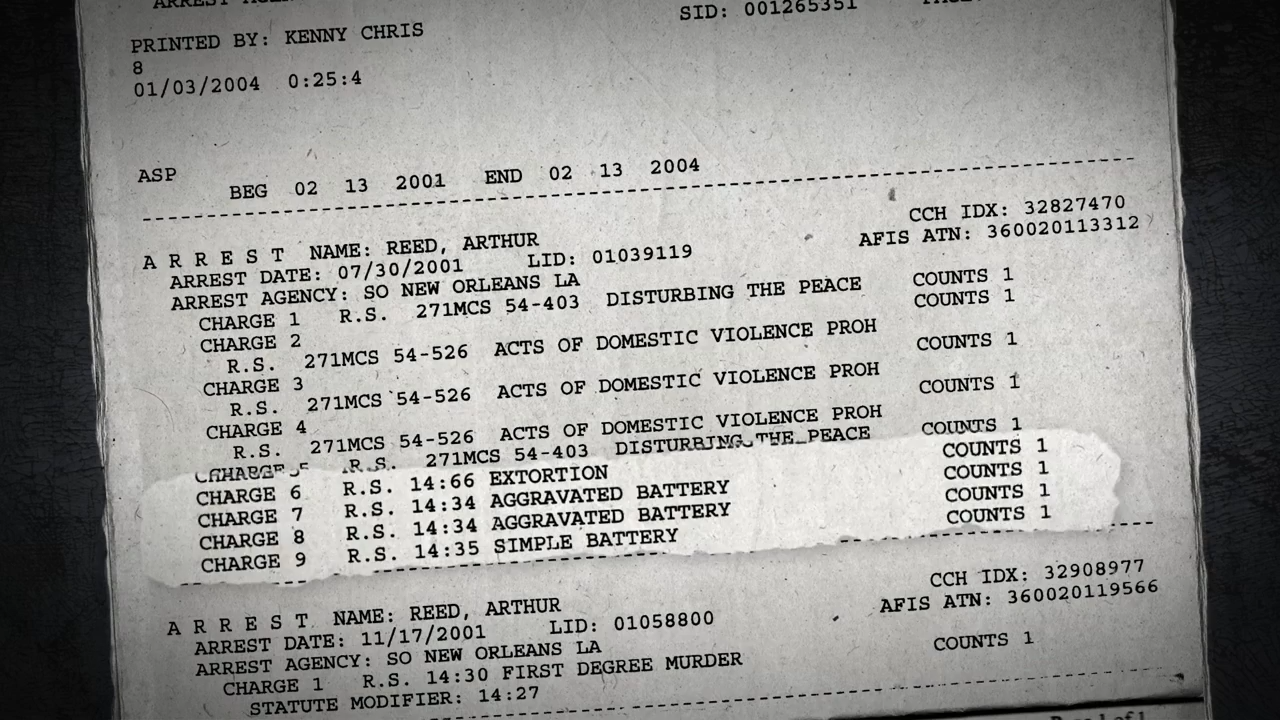 ARREST AGEN
SID: 001265351
PRINTED BY: KENNY CHRIS
8
01/03/2004 0:25:4
ASP
BEG 02 13 2001 END 02 13 2004
CCH IDX: 32827470
A R R E S T NAME: REED, ARTHUR
AFIS ATN: 360020113312
ARREST DATE: 07/30/2001 LID: 01039119
ARREST AGENCY: SO NEW ORLEANS LA
CHARGE 1 R.S. 271MCS 54-403 DISTURBING THE PEACE COUNTS 1
CHARGE 2 COUNTS 1
R.S. 271MCS 54-526 ACTS OF DOMESTIC VIOLENCE PROH
CHARGE 3 COUNTS 1
R.S. 271MCS 54-526 ACTS OF DOMESTIC VIOLENCE PROH
CHARGE 4 COUNTS 1
R.S. 271MCS 54-526 ACTS OF DOMESTIC VIOLENCE PROH
CHARGE 5 R.S. 271MCS 54-403 DISTURBING THE PEACE COUNTS 1
CHARGE 6 R.S. 14:66 EXTORTION COUNTS 1
CHARGE 7 R.S. 14:34 AGGRAVATED BATTERY COUNTS 1
CHARGE 8 R.S. 14:34 AGGRAVATED BATTERY COUNTS 1
CHARGE 9 R.S. 14:35 SIMPLE BATTERY COUNTS 1
CCH IDX: 32908977
A R R E S T NAME: REED, ARTHUR
AFIS ATN: 360020119566
ARREST DATE: 11/17/2001 LID: 01058800
ARREST AGENCY: SO NEW ORLEANS LA
CHARGE 1 R.S. 14:30 FIRST DEGREE MURDER COUNTS 1
STATUTE MODIFIER: 14:27
Page 1 of 1